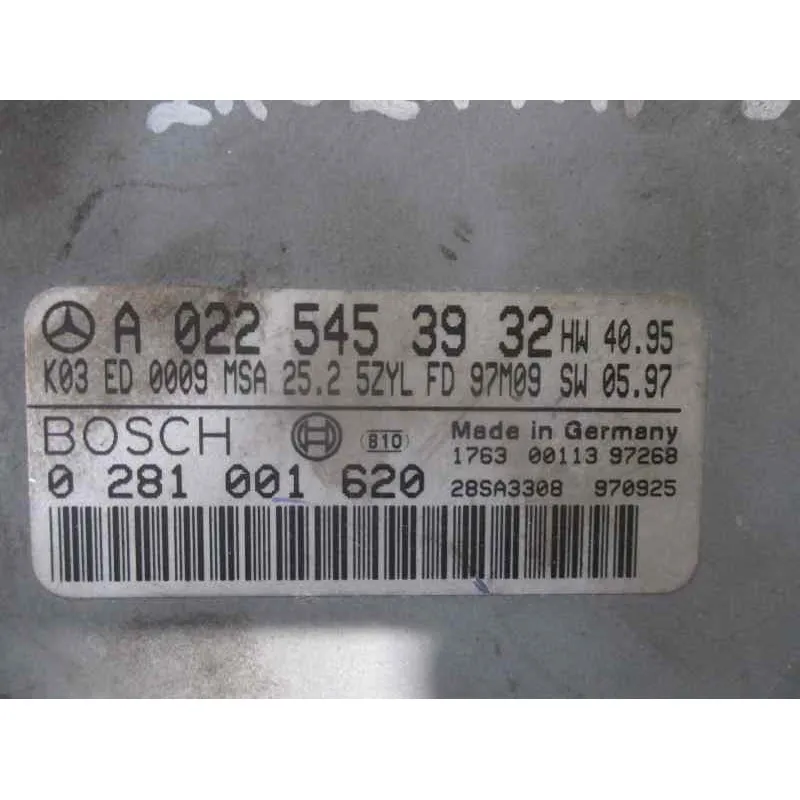 A 022 545 39 32 HW 40.95
K03 ED 0009 MSA 25.2 5ZYL FD 97M09 SW 05.97
BOSCH 810 Made in Germany
1763 00113 97268
0 281 001 620 28SA3308 970925